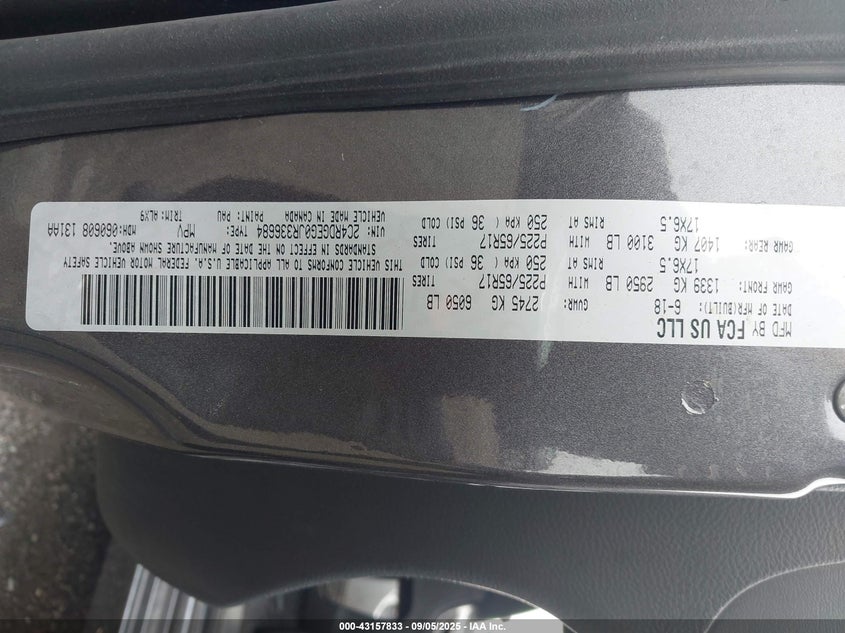 MFD BY FCA US LLC
DATE OF MFR(BUILT): 6-18 GVWR: 2745 KG 6050 LB
GAWR FRONT: 1339 KG 2950 LB WITH P225/65R17 TIRES
RIMS AT 17X6.5 250 KPA ( 36 PSI) COLD
GAWR REAR: 1407 KG 3100 LB WITH P225/65R17 TIRES
RIMS AT 17X6.5 250 KPA ( 36 PSI) COLD
THIS VEHICLE CONFORMS TO ALL APPLICABLE U.S.A. FEDERAL MOTOR VEHICLE SAFETY
STANDARDS IN EFFECT ON THE DATE OF MANUFACTURE SHOWN ABOVE.
VIN: 2C4RDGEG0JR336684 TYPE: MPV MDH: 060608 131AA
VEHICLE MADE IN CANADA PAINT: PAU TRIM: ALX9
000-43157833 - 09/05/2025 - IAA Inc.